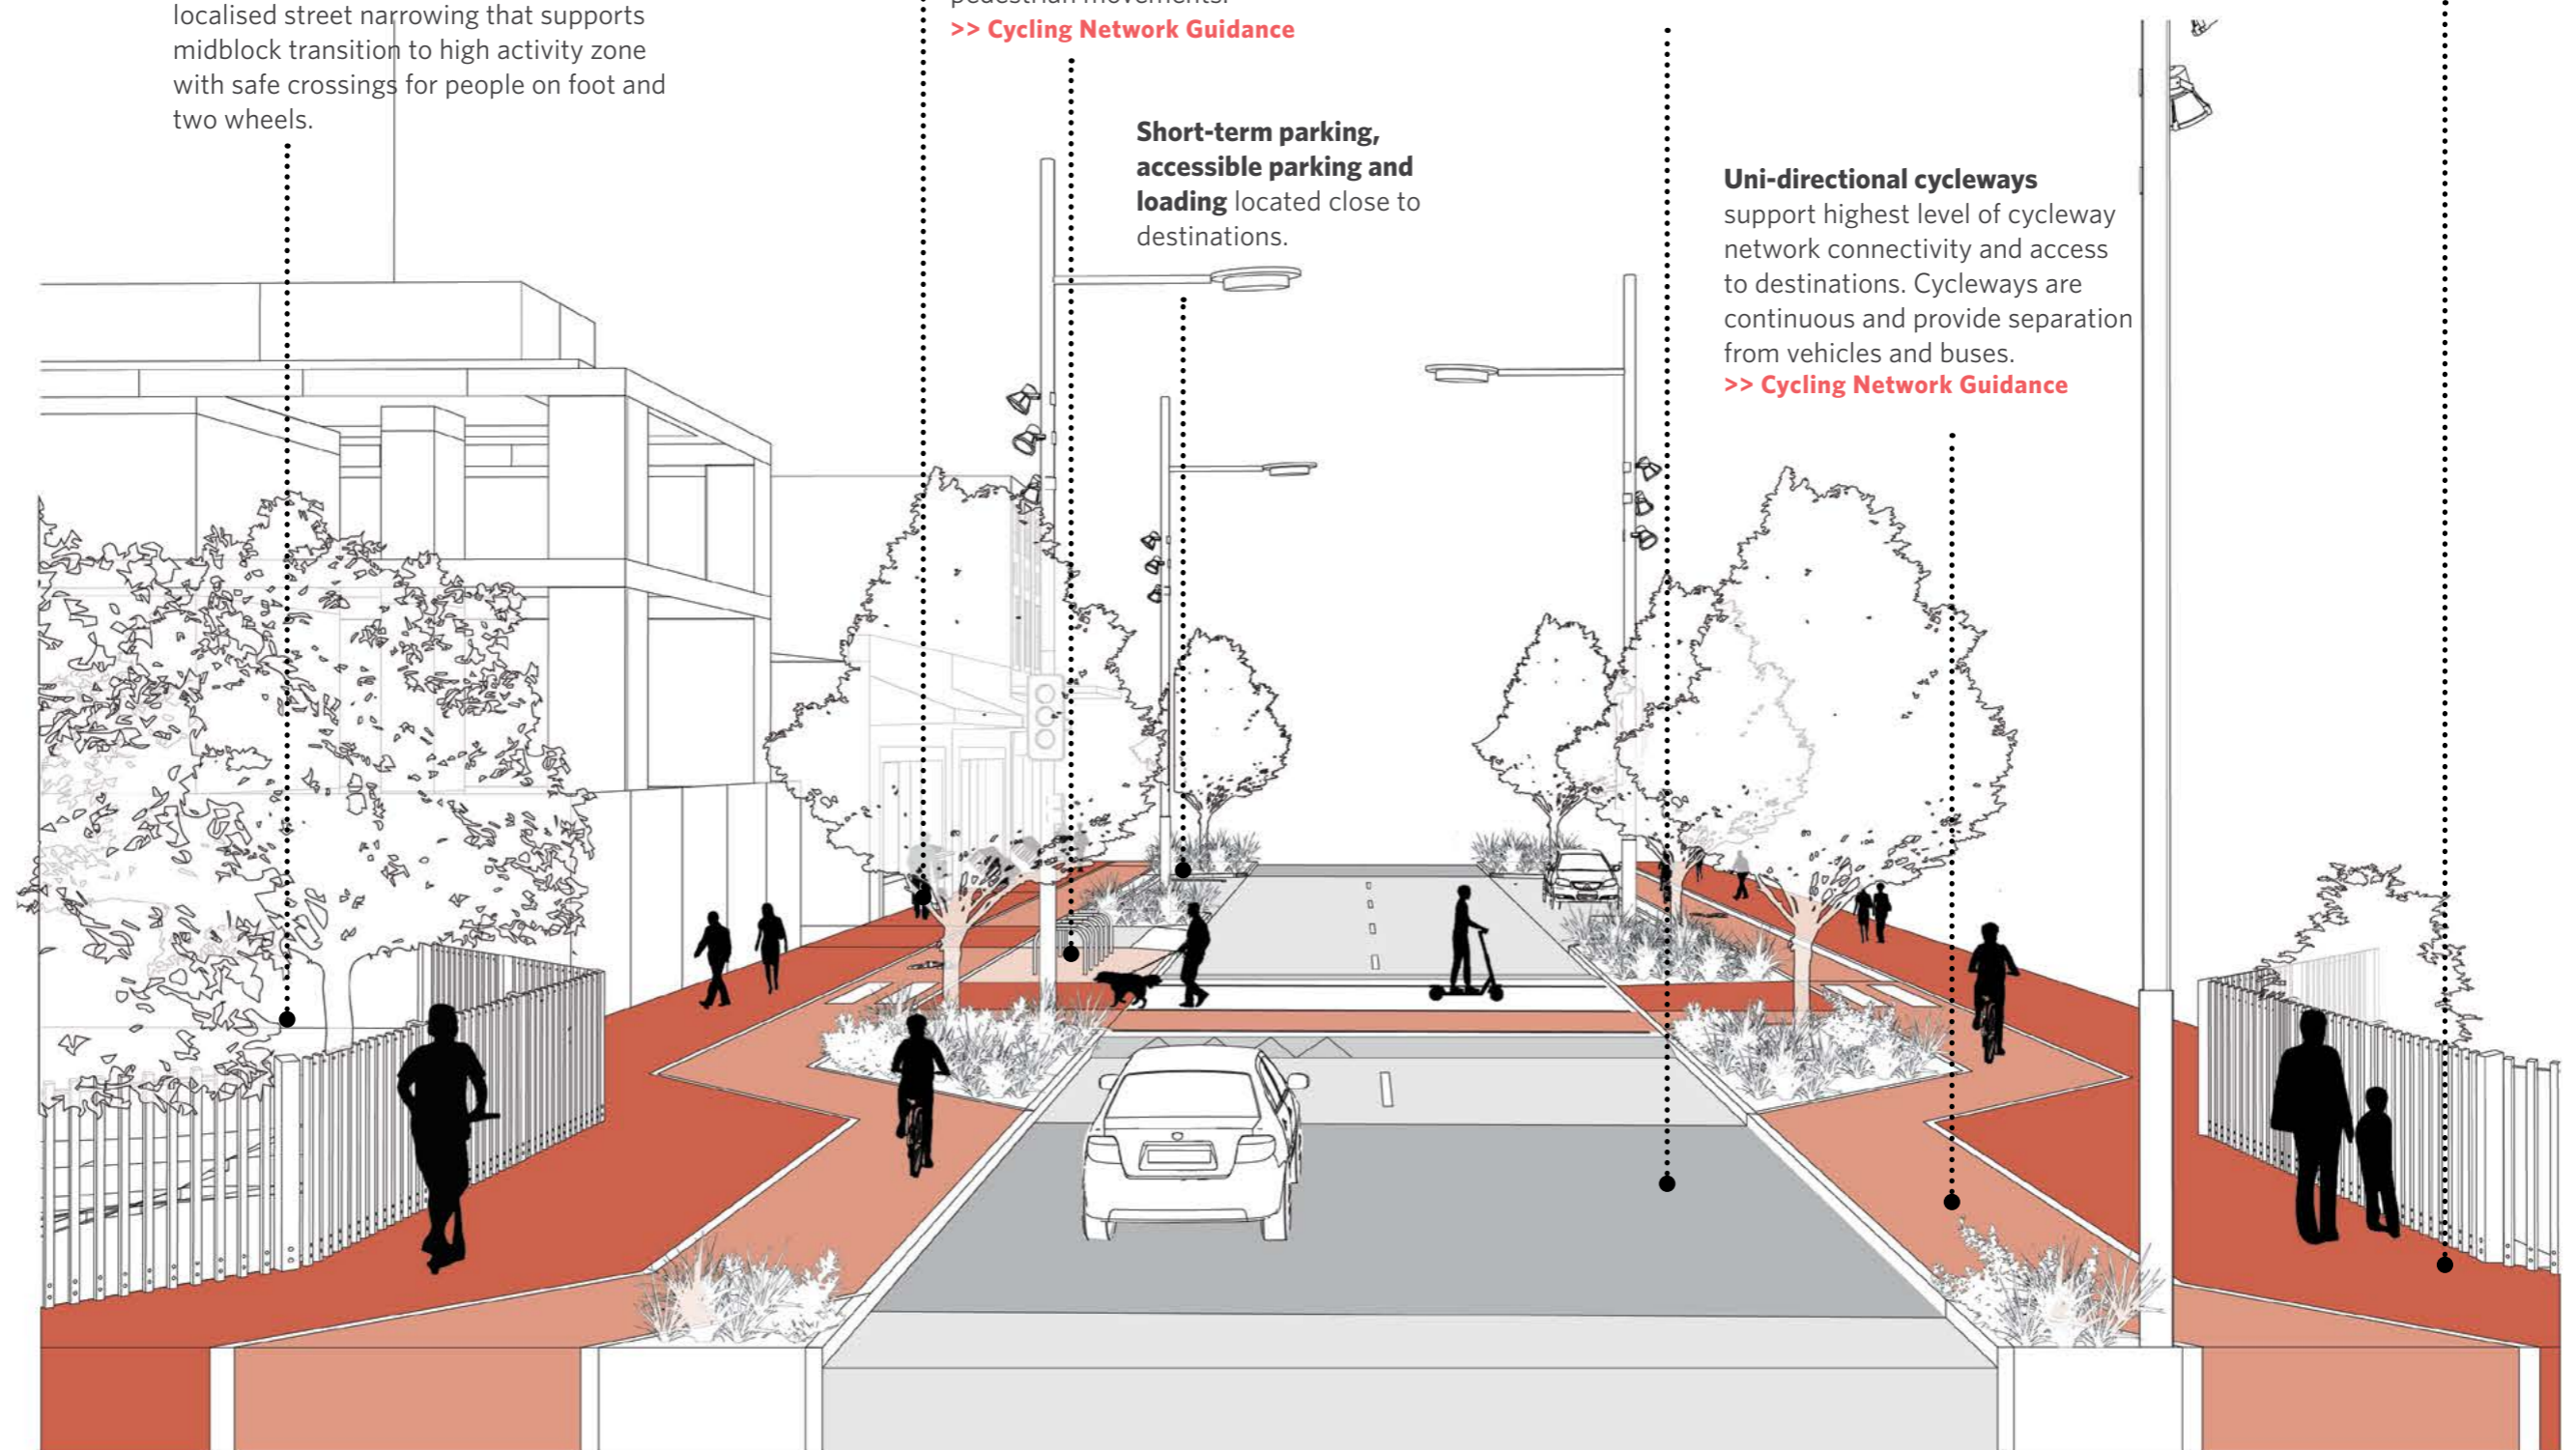 localised street narrowing that supports
midblock transition to high activity zone
with safe crossings for people on foot and
two wheels.
pedestrian movements.
>> Cycling Network Guidance
Short-term parking,
accessible parking and
loading located close to
destinations.
Uni-directional cycleways
support highest level of cycleway
network connectivity and access
to destinations. Cycleways are
continuous and provide separation
from vehicles and buses.
>> Cycling Network Guidance